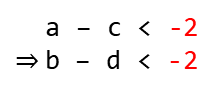 a – c < -2
⇒ b – d < -2